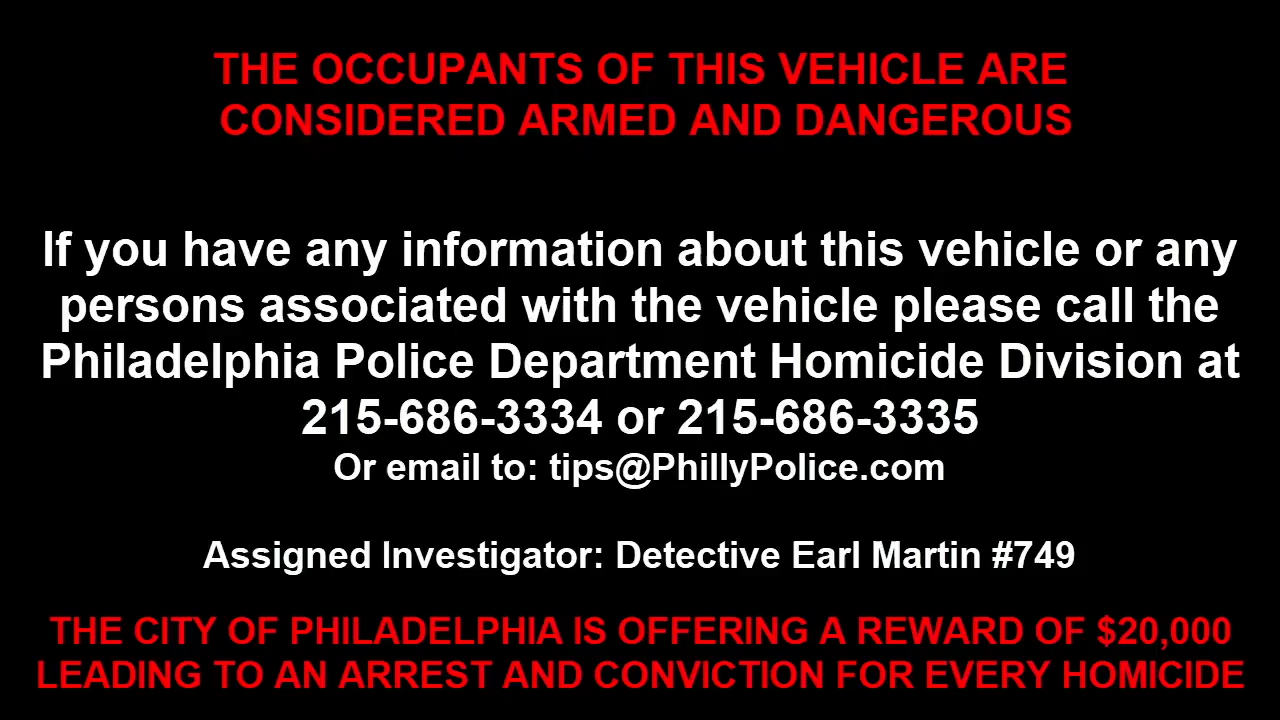 THE OCCUPANTS OF THIS VEHICLE ARE
CONSIDERED ARMED AND DANGEROUS
If you have any information about this vehicle or any
persons associated with the vehicle please call the
Philadelphia Police Department Homicide Division at
215-686-3334 or 215-686-3335
Or email to: tips@PhillyPolice.com
Assigned Investigator: Detective Earl Martin #749
THE CITY OF PHILADELPHIA IS OFFERING A REWARD OF $20,000
LEADING TO AN ARREST AND CONVICTION FOR EVERY HOMICIDE